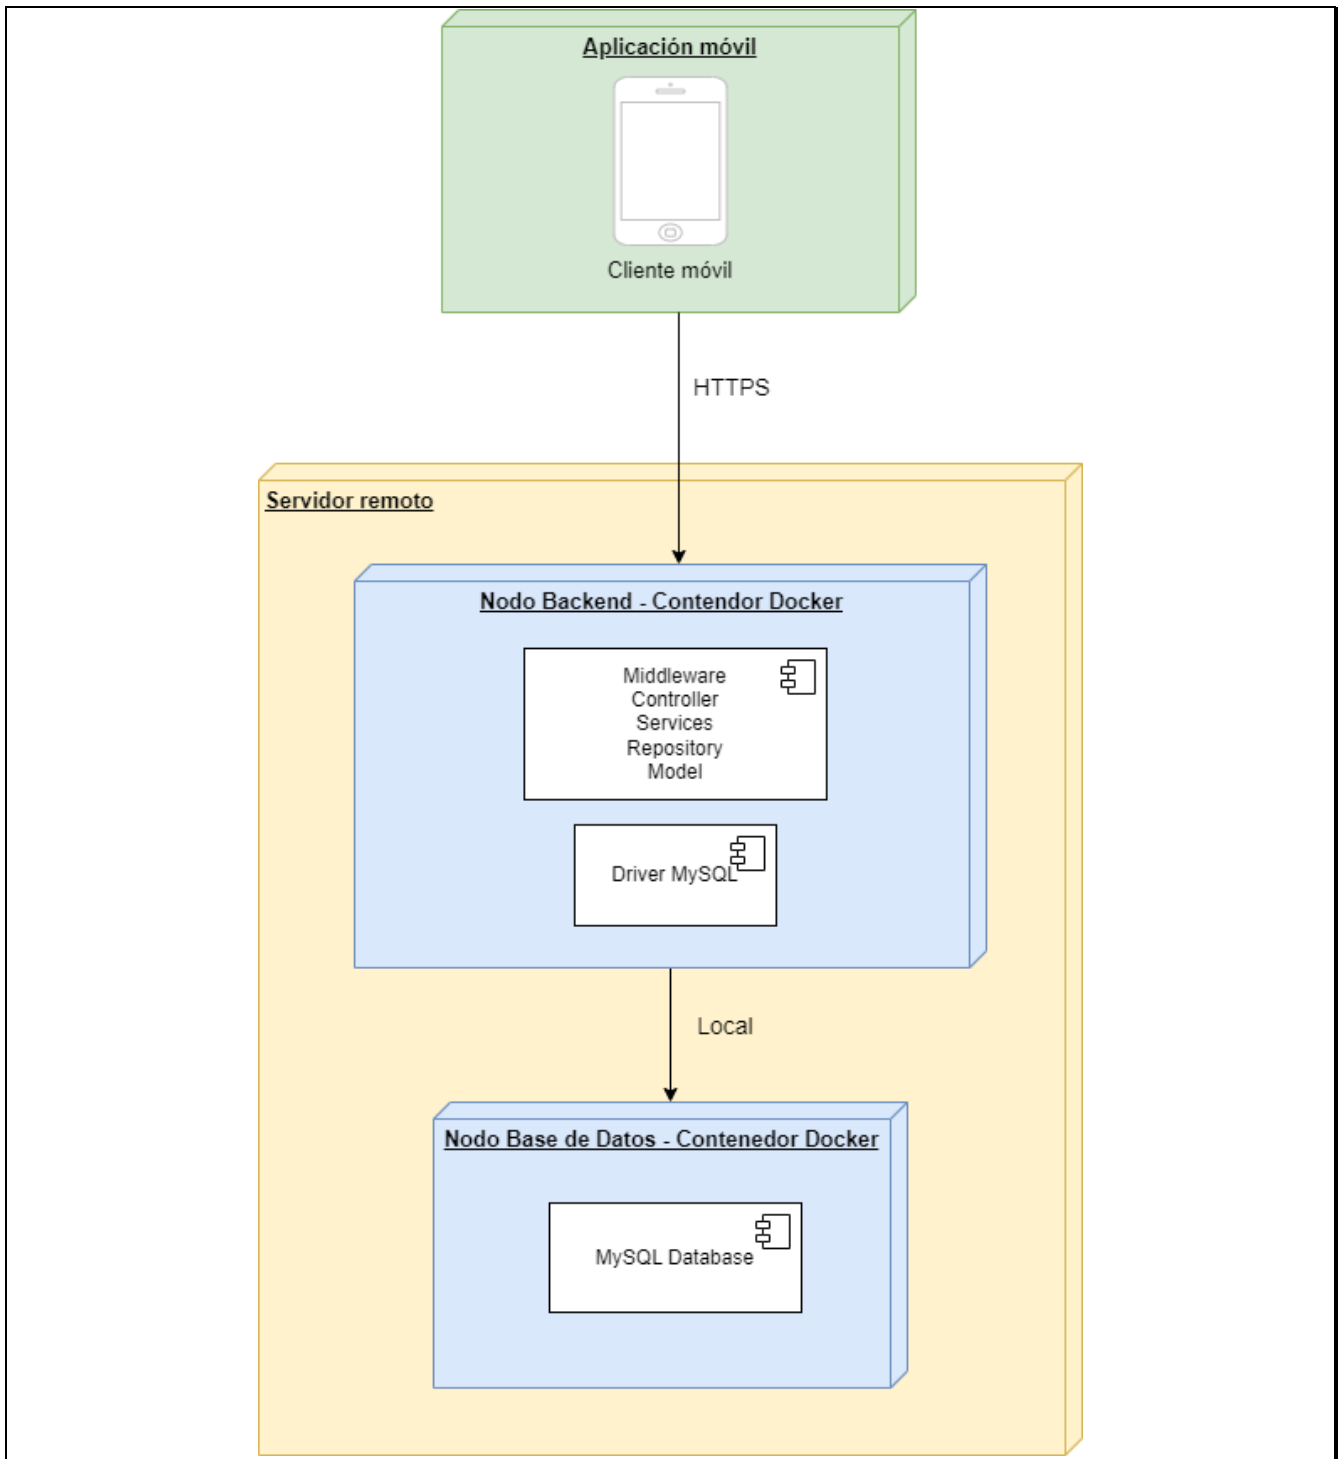 Aplicación móvil
Cliente móvil
HTTPS
Servidor remoto
Nodo Backend - Contendor Docker
Middleware
Controller
Services
Repository
Model
Driver MySQL
Local
Nodo Base de Datos - Contenedor Docker
MySQL Database